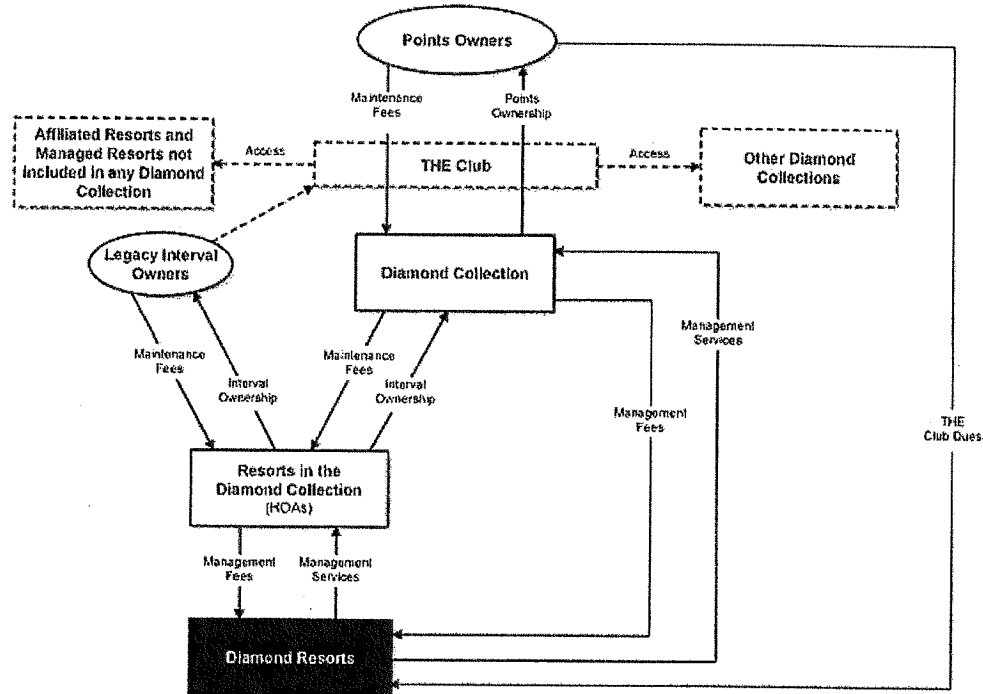 Points Owners
Maintenance
Fees
Points
Ownership
Affiliated Resorts and
Managed Resorts not
Included in any Diamond
Collection
Access
THE Club
Access
Other Diamond
Collections
Legacy Interval
Owners
Diamond Collection
Management
Services
Maintenance
Fees
Interval
Ownership
Maintenance
Fees
Interval
Ownership
Management
Fees
THE
Club Dues
Resorts in the
Diamond Collection
(HOAs)
Management
Fees
Management
Services
Diamond Resorts